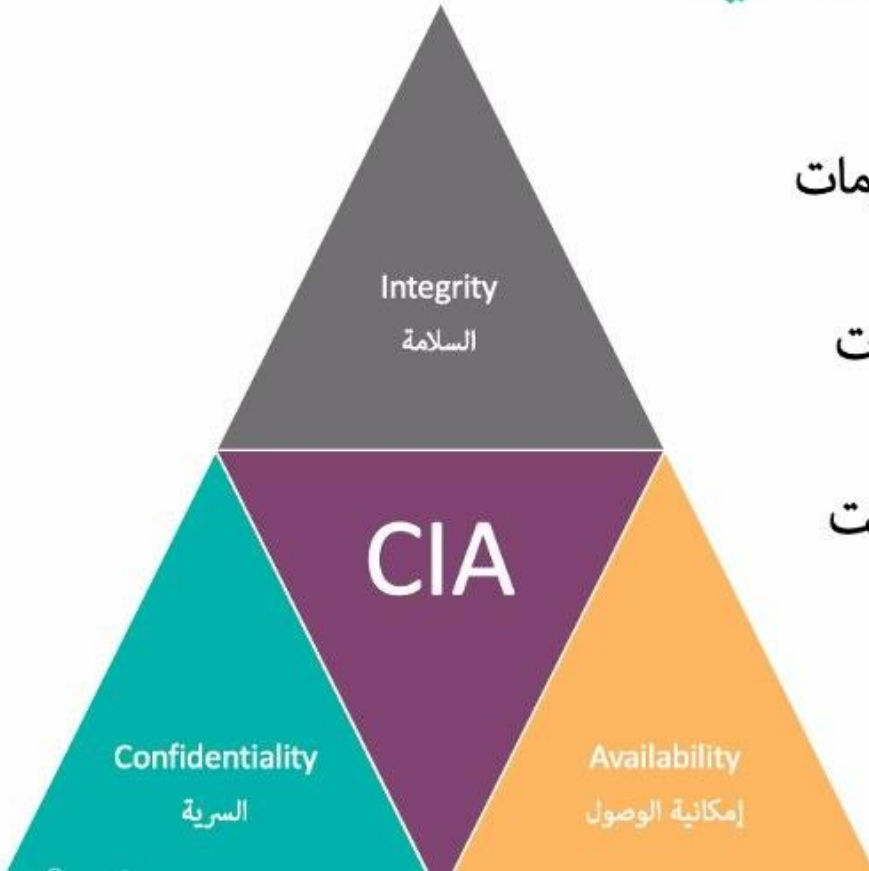 Integrity
السلامة
CIA
Confidentiality
السرية
Availability
إمكانية الوصول